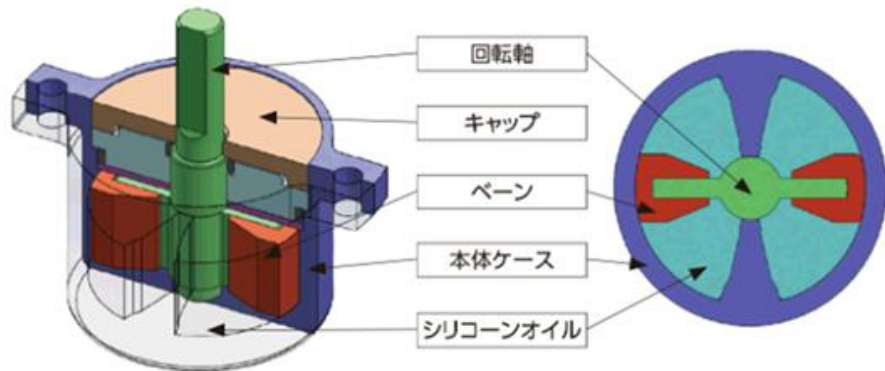 回転軸
キャップ
ベーン
本体ケース
シリコーンオイル